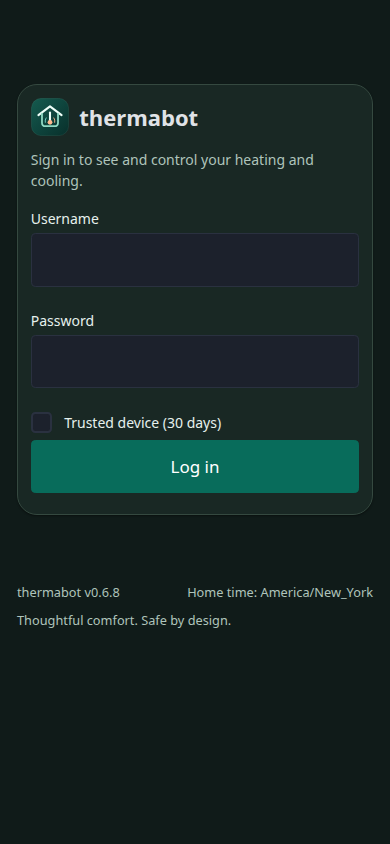 thermabot
Sign in to see and control your heating and
cooling.
Username
Password
Trusted device (30 days)
Log in
thermabot v0.6.8
Home time: America/New_York
Thoughtful comfort. Safe by design.